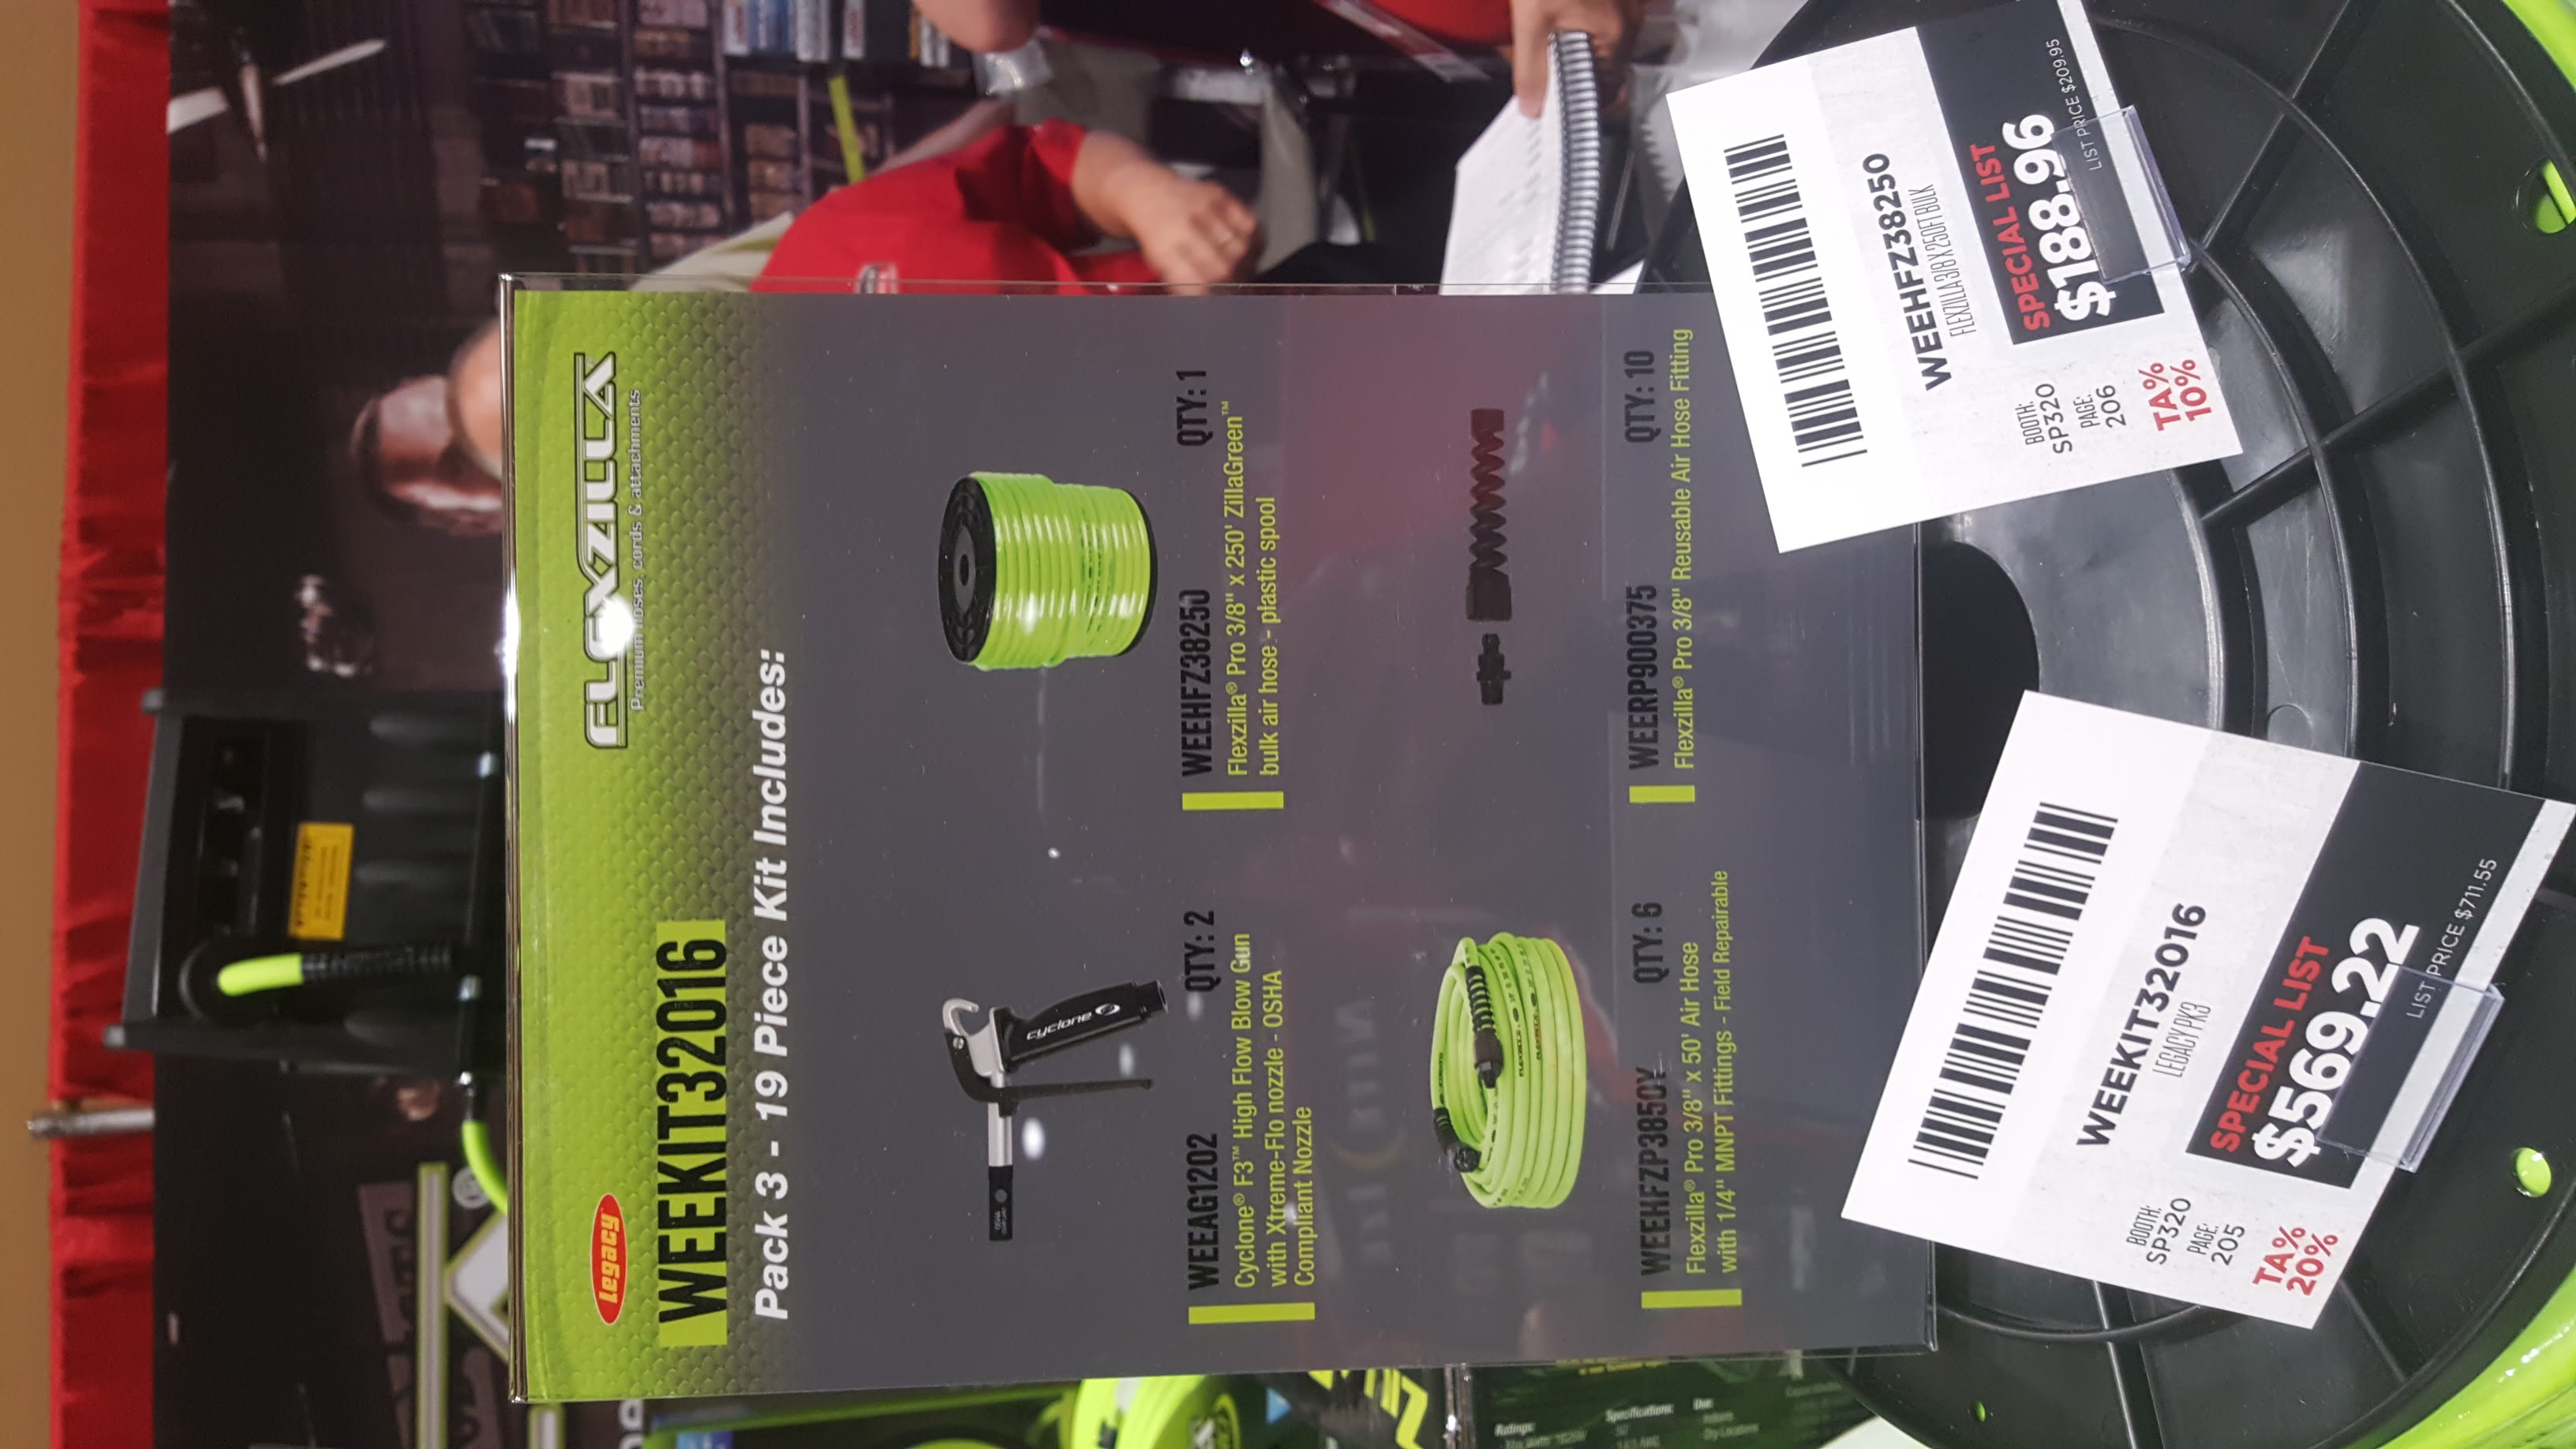 Legacy
FLEXZILLA
Premium hoses, cords & attachments
WEEKIT32016
Pack 3 - 19 Piece Kit Includes:
OSHA
cyclone
WEEAG1202 QTY: 2
Cyclone® F3™ High Flow Blow Gun
with Xtreme-Flo nozzle - OSHA
Compliant Nozzle
WEEHFZ38250 QTY: 1
Flexzilla® Pro 3/8" x 250' ZillaGreen™
bulk air hose - plastic spool
WEEHFZP3850Y QTY: 6
Flexzilla® Pro 3/8" x 50' Air Hose
with 1/4" MNPT Fittings - Field Repairable
WEERP900375 QTY: 10
Flexzilla® Pro 3/8" Reusable Air Hose Fitting
WEEHFZ38250
FLEXZILLA 3/8 X 250FT BULK
BOOTH:
SP320
PAGE:
206
TA%
10%
SPECIAL LIST
$188.96
LIST PRICE $209.95
WEEKIT32016
LEGACY PK3
BOOTH:
SP320
PAGE:
205
TA%
20%
SPECIAL LIST
$569.22
LIST PRICE $711.55